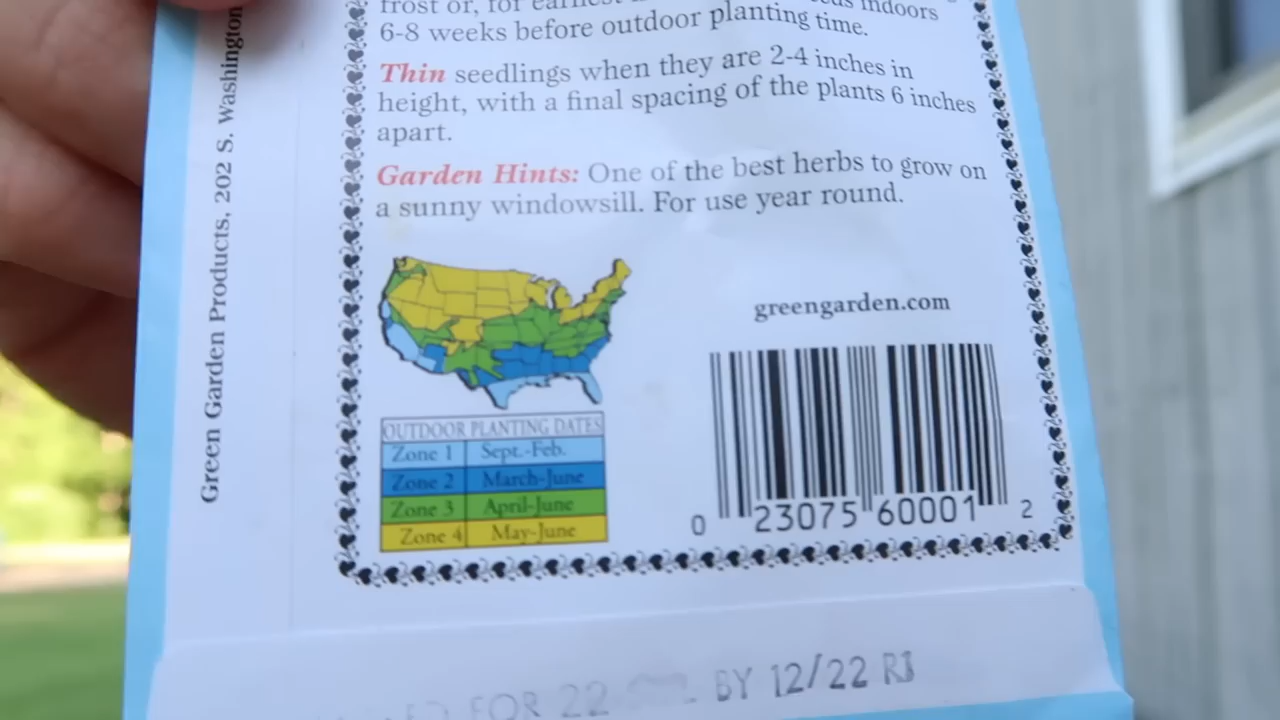 frost or, for indoors
6-8 weeks before outdoor planting time.
Thin seedlings when they are 2-4 inches in
height, with a final spacing of the plants 6 inches
apart.
Garden Hints: One of the best herbs to grow on
a sunny windowsill. For use year round.
greengarden.com
OUTDOOR PLANTING DATES
Zone 1 Sept.-Feb.
Zone 2 March-June
Zone 3 April-June
Zone 4 May-June
0 23075 60001 2
FOR 22 BY 12/22 RJ
Green Garden Products, 202 S. Washington